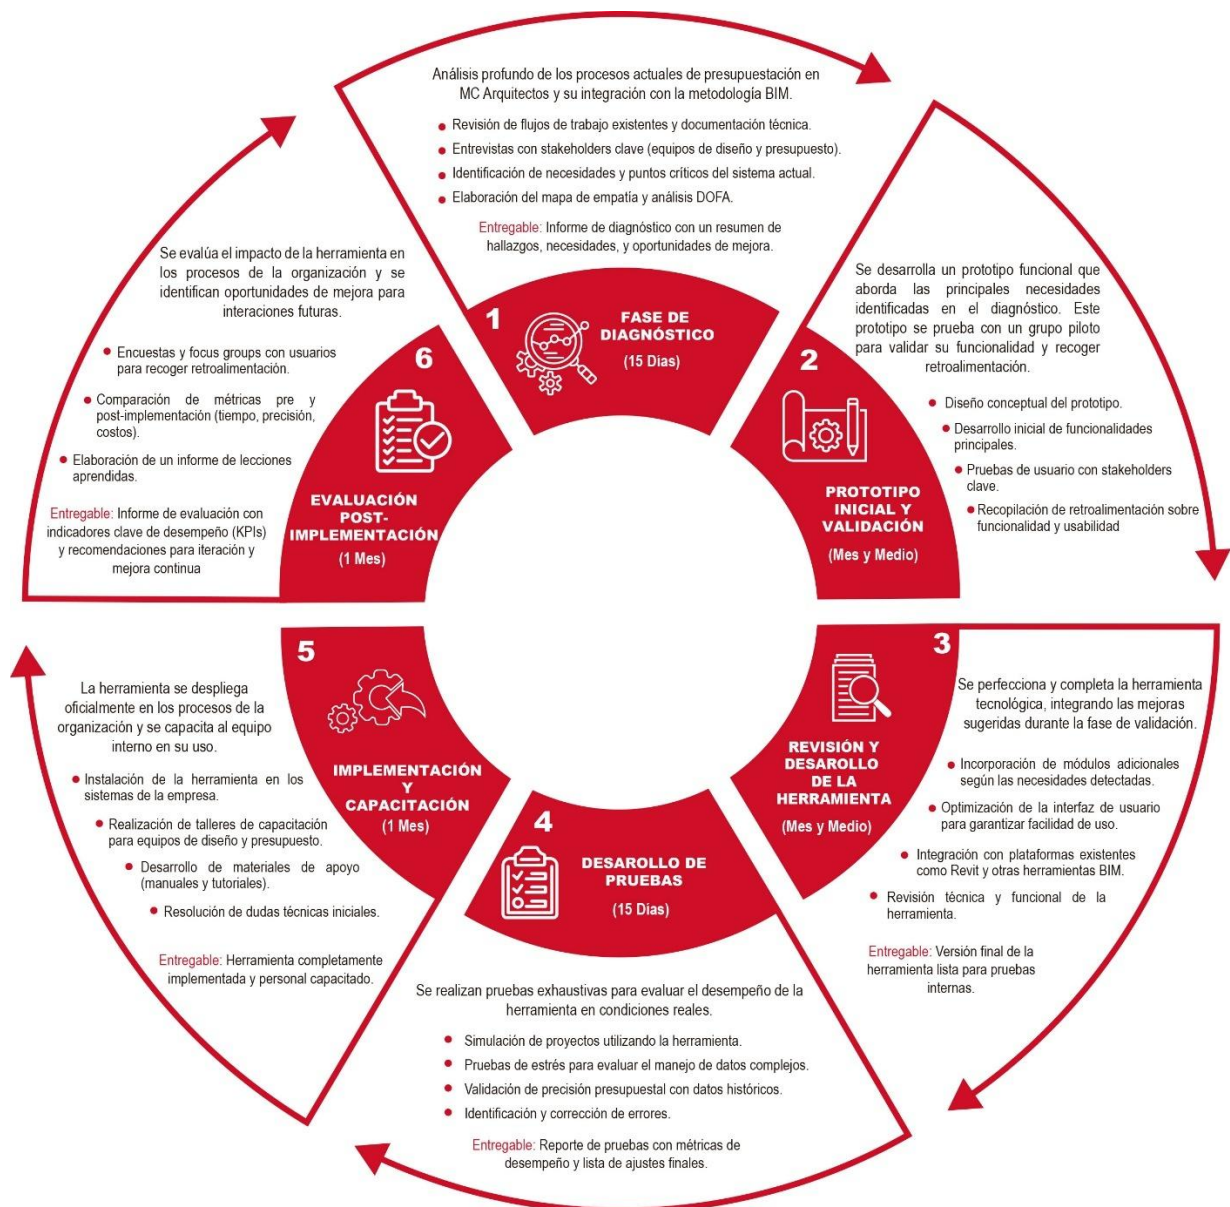 Análisis profundo de los procesos actuales de presupuestación en
MC Arquitectos y su integración con la metodología BIM.
Revisión de flujos de trabajo existentes y documentación técnica.
Entrevistas con stakeholders clave (equipos de diseño y presupuesto).
Identificación de necesidades y puntos críticos del sistema actual.
Elaboración del mapa de empatía y análisis DOFA.
Entregable: Informe de diagnóstico con un resumen de
hallazgos, necesidades, y oportunidades de mejora.
1
FASE DE
DIAGNÓSTICO
(15 Días)
Se desarrolla un prototipo funcional que
aborda las principales necesidades
identificadas en el diagnóstico. Este
prototipo se prueba con un grupo piloto
para validar su funcionalidad y recoger
retroalimentación.
Diseño conceptual del prototipo.
Desarrollo inicial de funcionalidades
principales.
Pruebas de usuario con stakeholders
clave.
Recopilación de retroalimentación sobre
funcionalidad y usabilidad
2
PROTOTIPO
INICIAL Y
VALIDACIÓN
(Mes y Medio)
3
REVISIÓN Y
DESAROLLO
DE LA
HERRAMIENTA
(Mes y Medio)
Se perfecciona y completa la herramienta
tecnológica, integrando las mejoras
sugeridas durante la fase de validación.
Incorporación de módulos adicionales
según las necesidades detectadas.
Optimización de la interfaz de usuario
para garantizar facilidad de uso.
Integración con plataformas existentes
como Revit y otras herramientas BIM.
Revisión técnica y funcional de la
herramienta.
Entregable: Versión final de la
herramienta lista para pruebas
internas.
4
DESAROLLO DE
PRUEBAS
(15 Días)
Se realizan pruebas exhaustivas para evaluar el desempeño de la
herramienta en condiciones reales.
Simulación de proyectos utilizando la herramienta.
Pruebas de estrés para evaluar el manejo de datos complejos.
Validación de precisión presupuestal con datos históricos.
Identificación y corrección de errores.
Entregable: Reporte de pruebas con métricas de
desempeño y lista de ajustes finales.
5
IMPLEMENTACIÓN
Y
CAPACITACIÓN
(1 Mes)
La herramienta se despliega
oficialmente en los procesos de la
organización y se capacita al equipo
interno en su uso.
Instalación de la herramienta en los
sistemas de la empresa.
Realización de talleres de capacitación
para equipos de diseño y presupuesto.
Desarrollo de materiales de apoyo
(manuales y tutoriales).
Resolución de dudas técnicas iniciales.
Entregable: Herramienta completamente
implementada y personal capacitado.
6
EVALUACIÓN
POST-
IMPLEMENTACIÓN
(1 Mes)
Se evalúa el impacto de la herramienta en
los procesos de la organización y se
identifican oportunidades de mejora para
interaciones futuras.
Encuestas y focus groups con usuarios
para recoger retroalimentación.
Comparación de métricas pre y
post-implementación (tiempo, precisión,
costos).
Elaboración de un informe de lecciones
aprendidas.
Entregable: Informe de evaluación con
indicadores clave de desempeño (KPIs)
y recomendaciones para iteración y
mejora continua